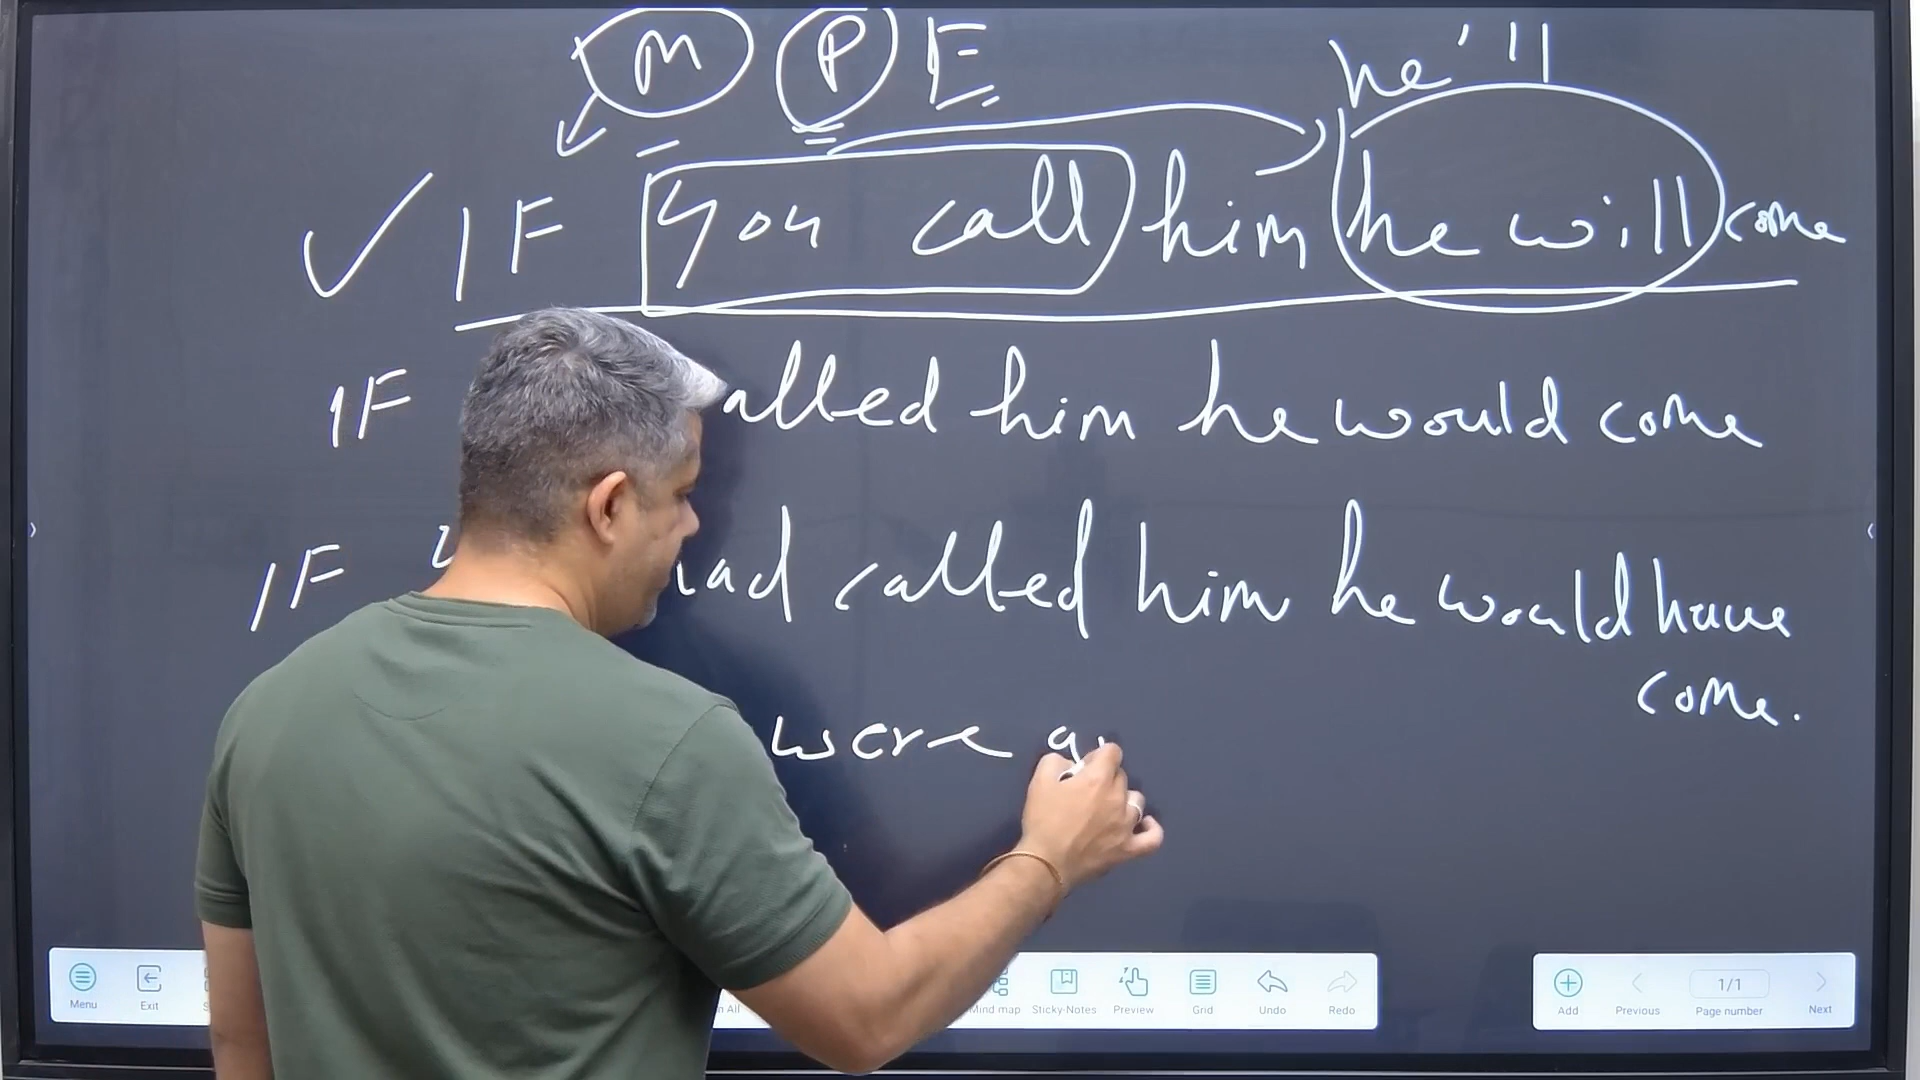 M P E he'll
IF you call him he will come
IF called him he would come
IF had called him he would have
come.
were
Menu Exit Mind map Sticky-Notes Preview Grid Undo Redo Add Previous 1/1 Page number Next